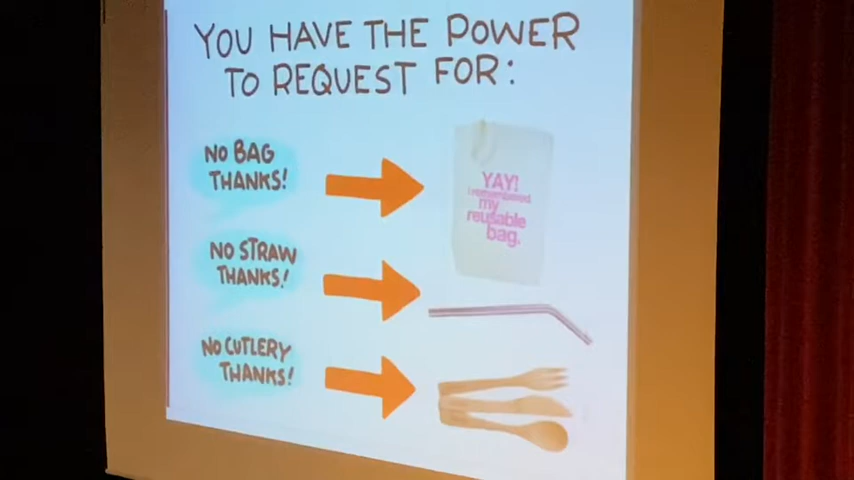 YOU HAVE THE POWER
TO REQUEST FOR:
NO BAG
THANKS!
YAY!
I remembered
my
reusable
bag.
NO STRAW
THANKS!
NO CUTLERY
THANKS!